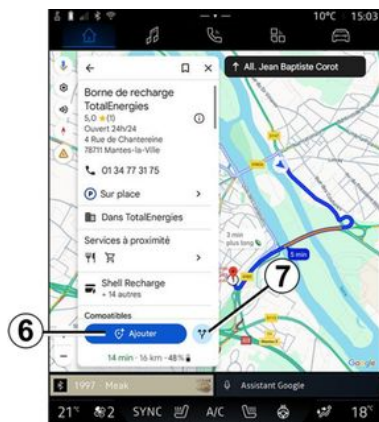 10°C 15:03
↑ All. Jean Baptiste Corot
Borne de recharge
TotalEnergies
5,0 ★ (1)
Ouvert 24h/24
4 Rue de Chantereine
78711 Mantes-la-Ville
01 34 77 31 75
P Sur place
Dans TotalEnergies
Services à proximité
Shell Recharge
+ 14 autres
Compatibles
Ajouter
14 min · 16 km · 48%
3 min
plus long
5 min
Limay
Google
6
7
1997 - Meak
Assistant Google
21° 2 SYNC A/C 18°